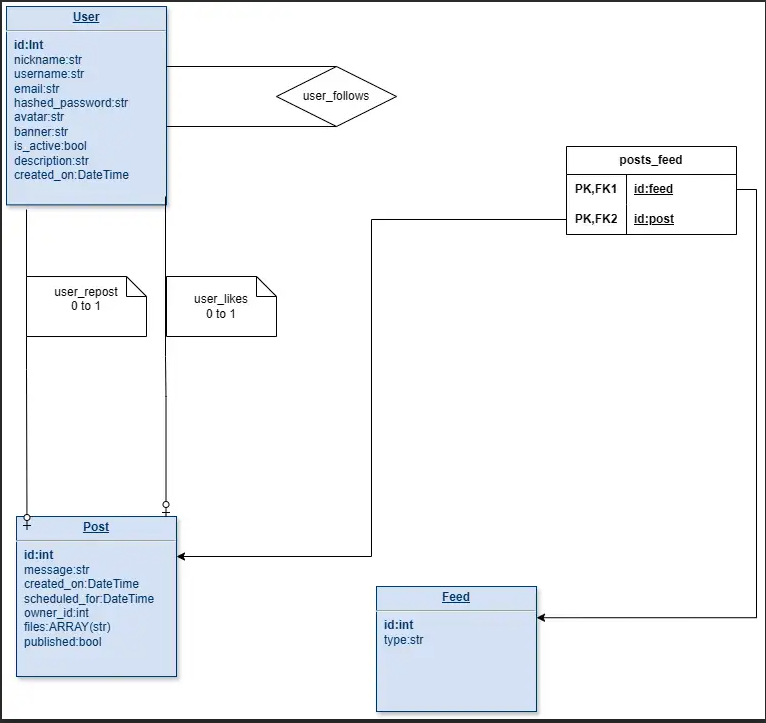 User
id:Int
nickname:str
username:str
email:str
hashed_password:str
avatar:str
banner:str
is_active:bool
description:str
created_on:DateTime
user_follows
posts_feed
PK,FK1 id:feed
PK,FK2 id:post
user_repost
0 to 1
user_likes
0 to 1
Post
id:int
message:str
created_on:DateTime
scheduled_for:DateTime
owner_id:int
files:ARRAY(str)
published:bool
Feed
id:int
type:str